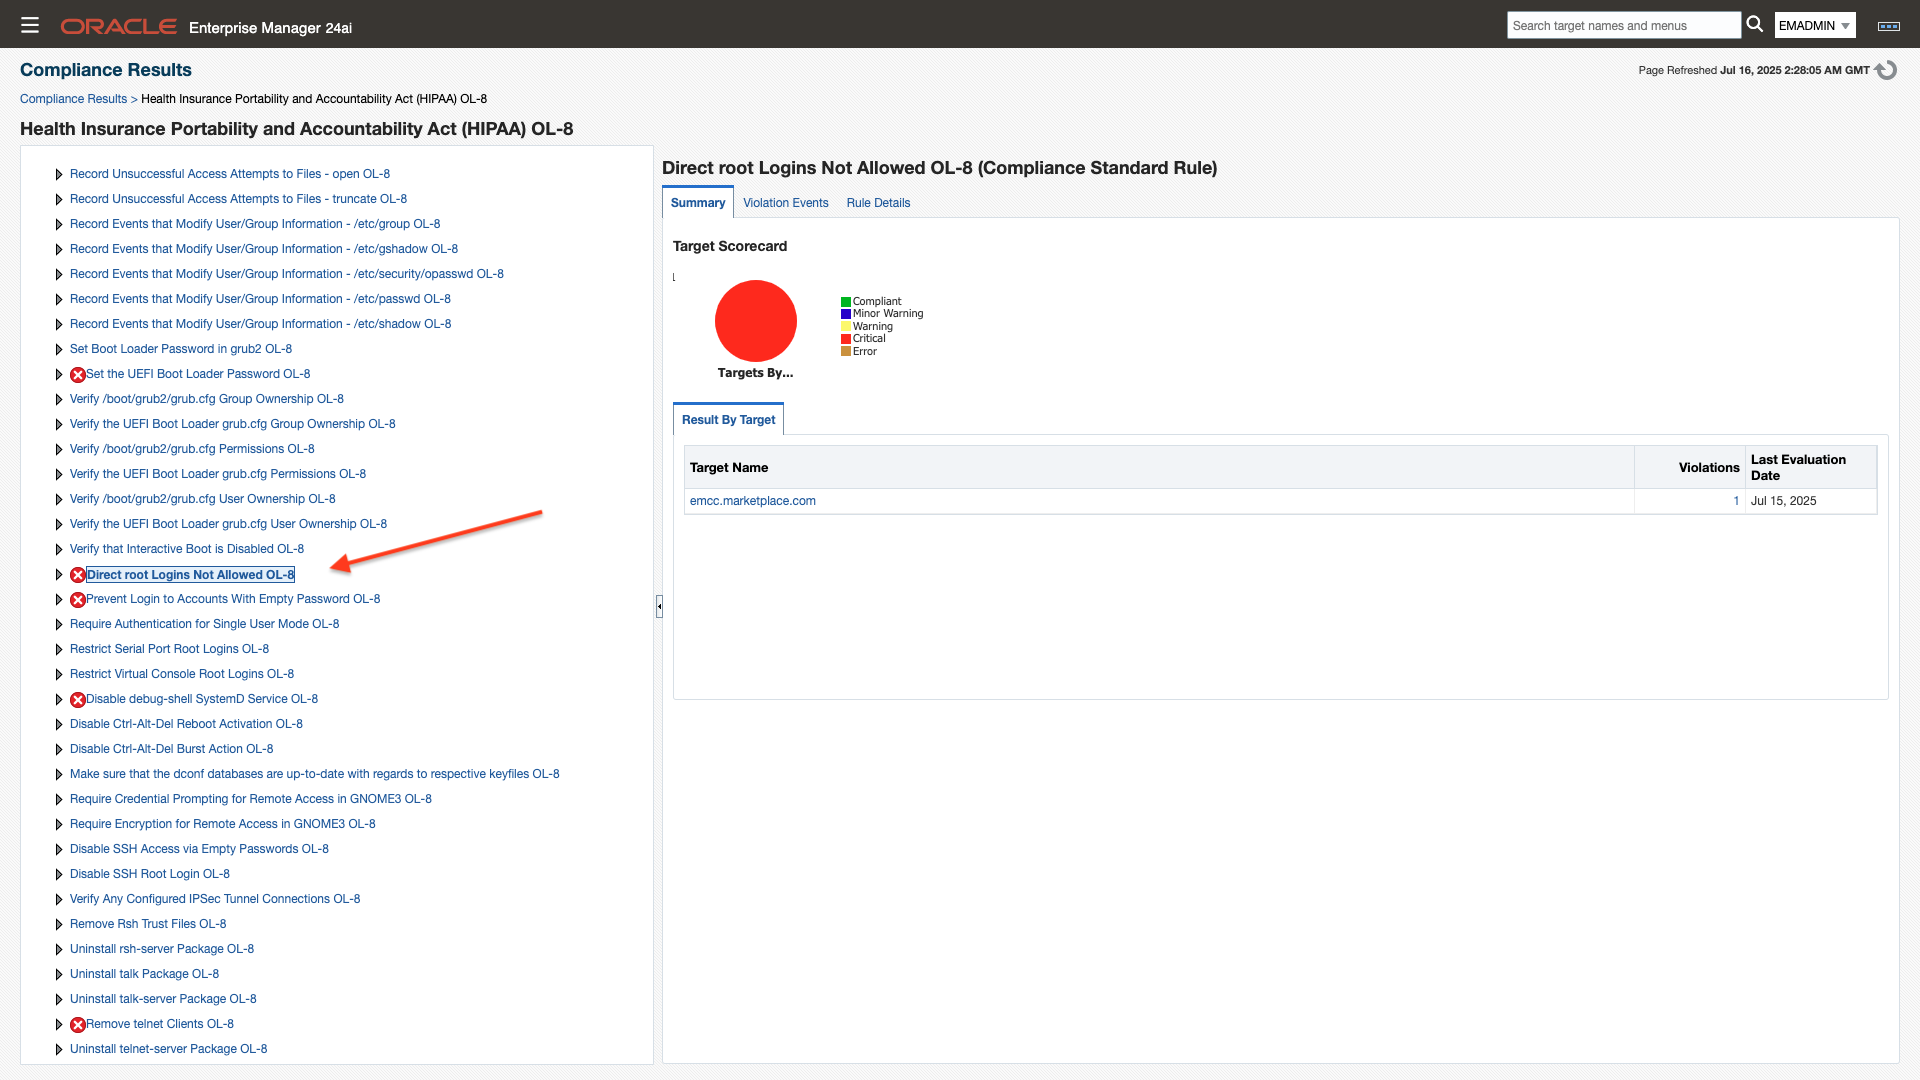 ORACLE Enterprise Manager 24ai
Search target names and menus
EMADMIN
Compliance Results
Page Refreshed Jul 16, 2025 2:28:05 AM GMT
Compliance Results > Health Insurance Portability and Accountability Act (HIPAA) OL-8
Health Insurance Portability and Accountability Act (HIPAA) OL-8
Record Unsuccessful Access Attempts to Files - open OL-8
Record Unsuccessful Access Attempts to Files - truncate OL-8
Record Events that Modify User/Group Information - /etc/group OL-8
Record Events that Modify User/Group Information - /etc/gshadow OL-8
Record Events that Modify User/Group Information - /etc/security/opasswd OL-8
Record Events that Modify User/Group Information - /etc/passwd OL-8
Record Events that Modify User/Group Information - /etc/shadow OL-8
Set Boot Loader Password in grub2 OL-8
Set the UEFI Boot Loader Password OL-8
Verify /boot/grub2/grub.cfg Group Ownership OL-8
Verify the UEFI Boot Loader grub.cfg Group Ownership OL-8
Verify /boot/grub2/grub.cfg Permissions OL-8
Verify the UEFI Boot Loader grub.cfg Permissions OL-8
Verify /boot/grub2/grub.cfg User Ownership OL-8
Verify the UEFI Boot Loader grub.cfg User Ownership OL-8
Verify that Interactive Boot is Disabled OL-8
Direct root Logins Not Allowed OL-8
Prevent Login to Accounts With Empty Password OL-8
Require Authentication for Single User Mode OL-8
Restrict Serial Port Root Logins OL-8
Restrict Virtual Console Root Logins OL-8
Disable debug-shell SystemD Service OL-8
Disable Ctrl-Alt-Del Reboot Activation OL-8
Disable Ctrl-Alt-Del Burst Action OL-8
Make sure that the dconf databases are up-to-date with regards to respective keyfiles OL-8
Require Credential Prompting for Remote Access in GNOME3 OL-8
Require Encryption for Remote Access in GNOME3 OL-8
Disable SSH Access via Empty Passwords OL-8
Disable SSH Root Login OL-8
Verify Any Configured IPSec Tunnel Connections OL-8
Remove Rsh Trust Files OL-8
Uninstall rsh-server Package OL-8
Uninstall talk Package OL-8
Uninstall talk-server Package OL-8
Remove telnet Clients OL-8
Uninstall telnet-server Package OL-8
Direct root Logins Not Allowed OL-8 (Compliance Standard Rule)
Summary Violation Events Rule Details
Target Scorecard
1
Compliant
Minor Warning
Warning
Critical
Error
Targets By...
Result By Target
Target Name Violations Last Evaluation Date
emcc.marketplace.com 1 Jul 15, 2025